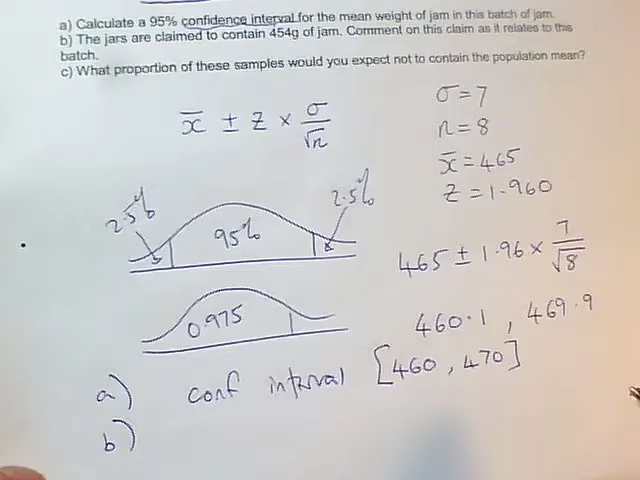 a) Calculate a 95% confidence interval for the mean weight of jam in this batch of jam.
b) The jars are claimed to contain 454g of jam. Comment on this claim as it relates to this
batch.
c) What proportion of these samples would you expect not to contain the population mean?
x̄ ± z × σ/√n
σ = 7
n = 8
x̄ = 465
z = 1.960
2.5%
2.5%
95%
465 ± 1.96 × 7/√8
0.975
460.1 , 469.9
a) conf interval [460 , 470]
b)